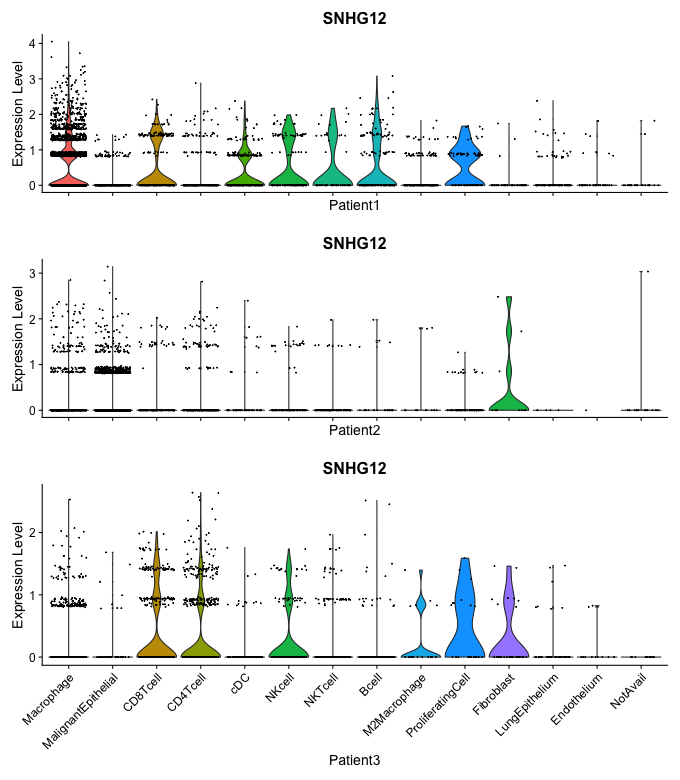 SNHG12
Expression Level
4
3
2
1
0
Patient1
SNHG12
Expression Level
3
2
1
0
Patient2
SNHG12
Expression Level
2
1
0
Macrophage
MalignantEpithelial
CD8Tcell
CD4Tcell
cDC
NKcell
NKTcell
Bcell
M2Macrophage
ProliferatingCell
Fibroblast
LungEpithelium
Endothelium
NotAvail
Patient3